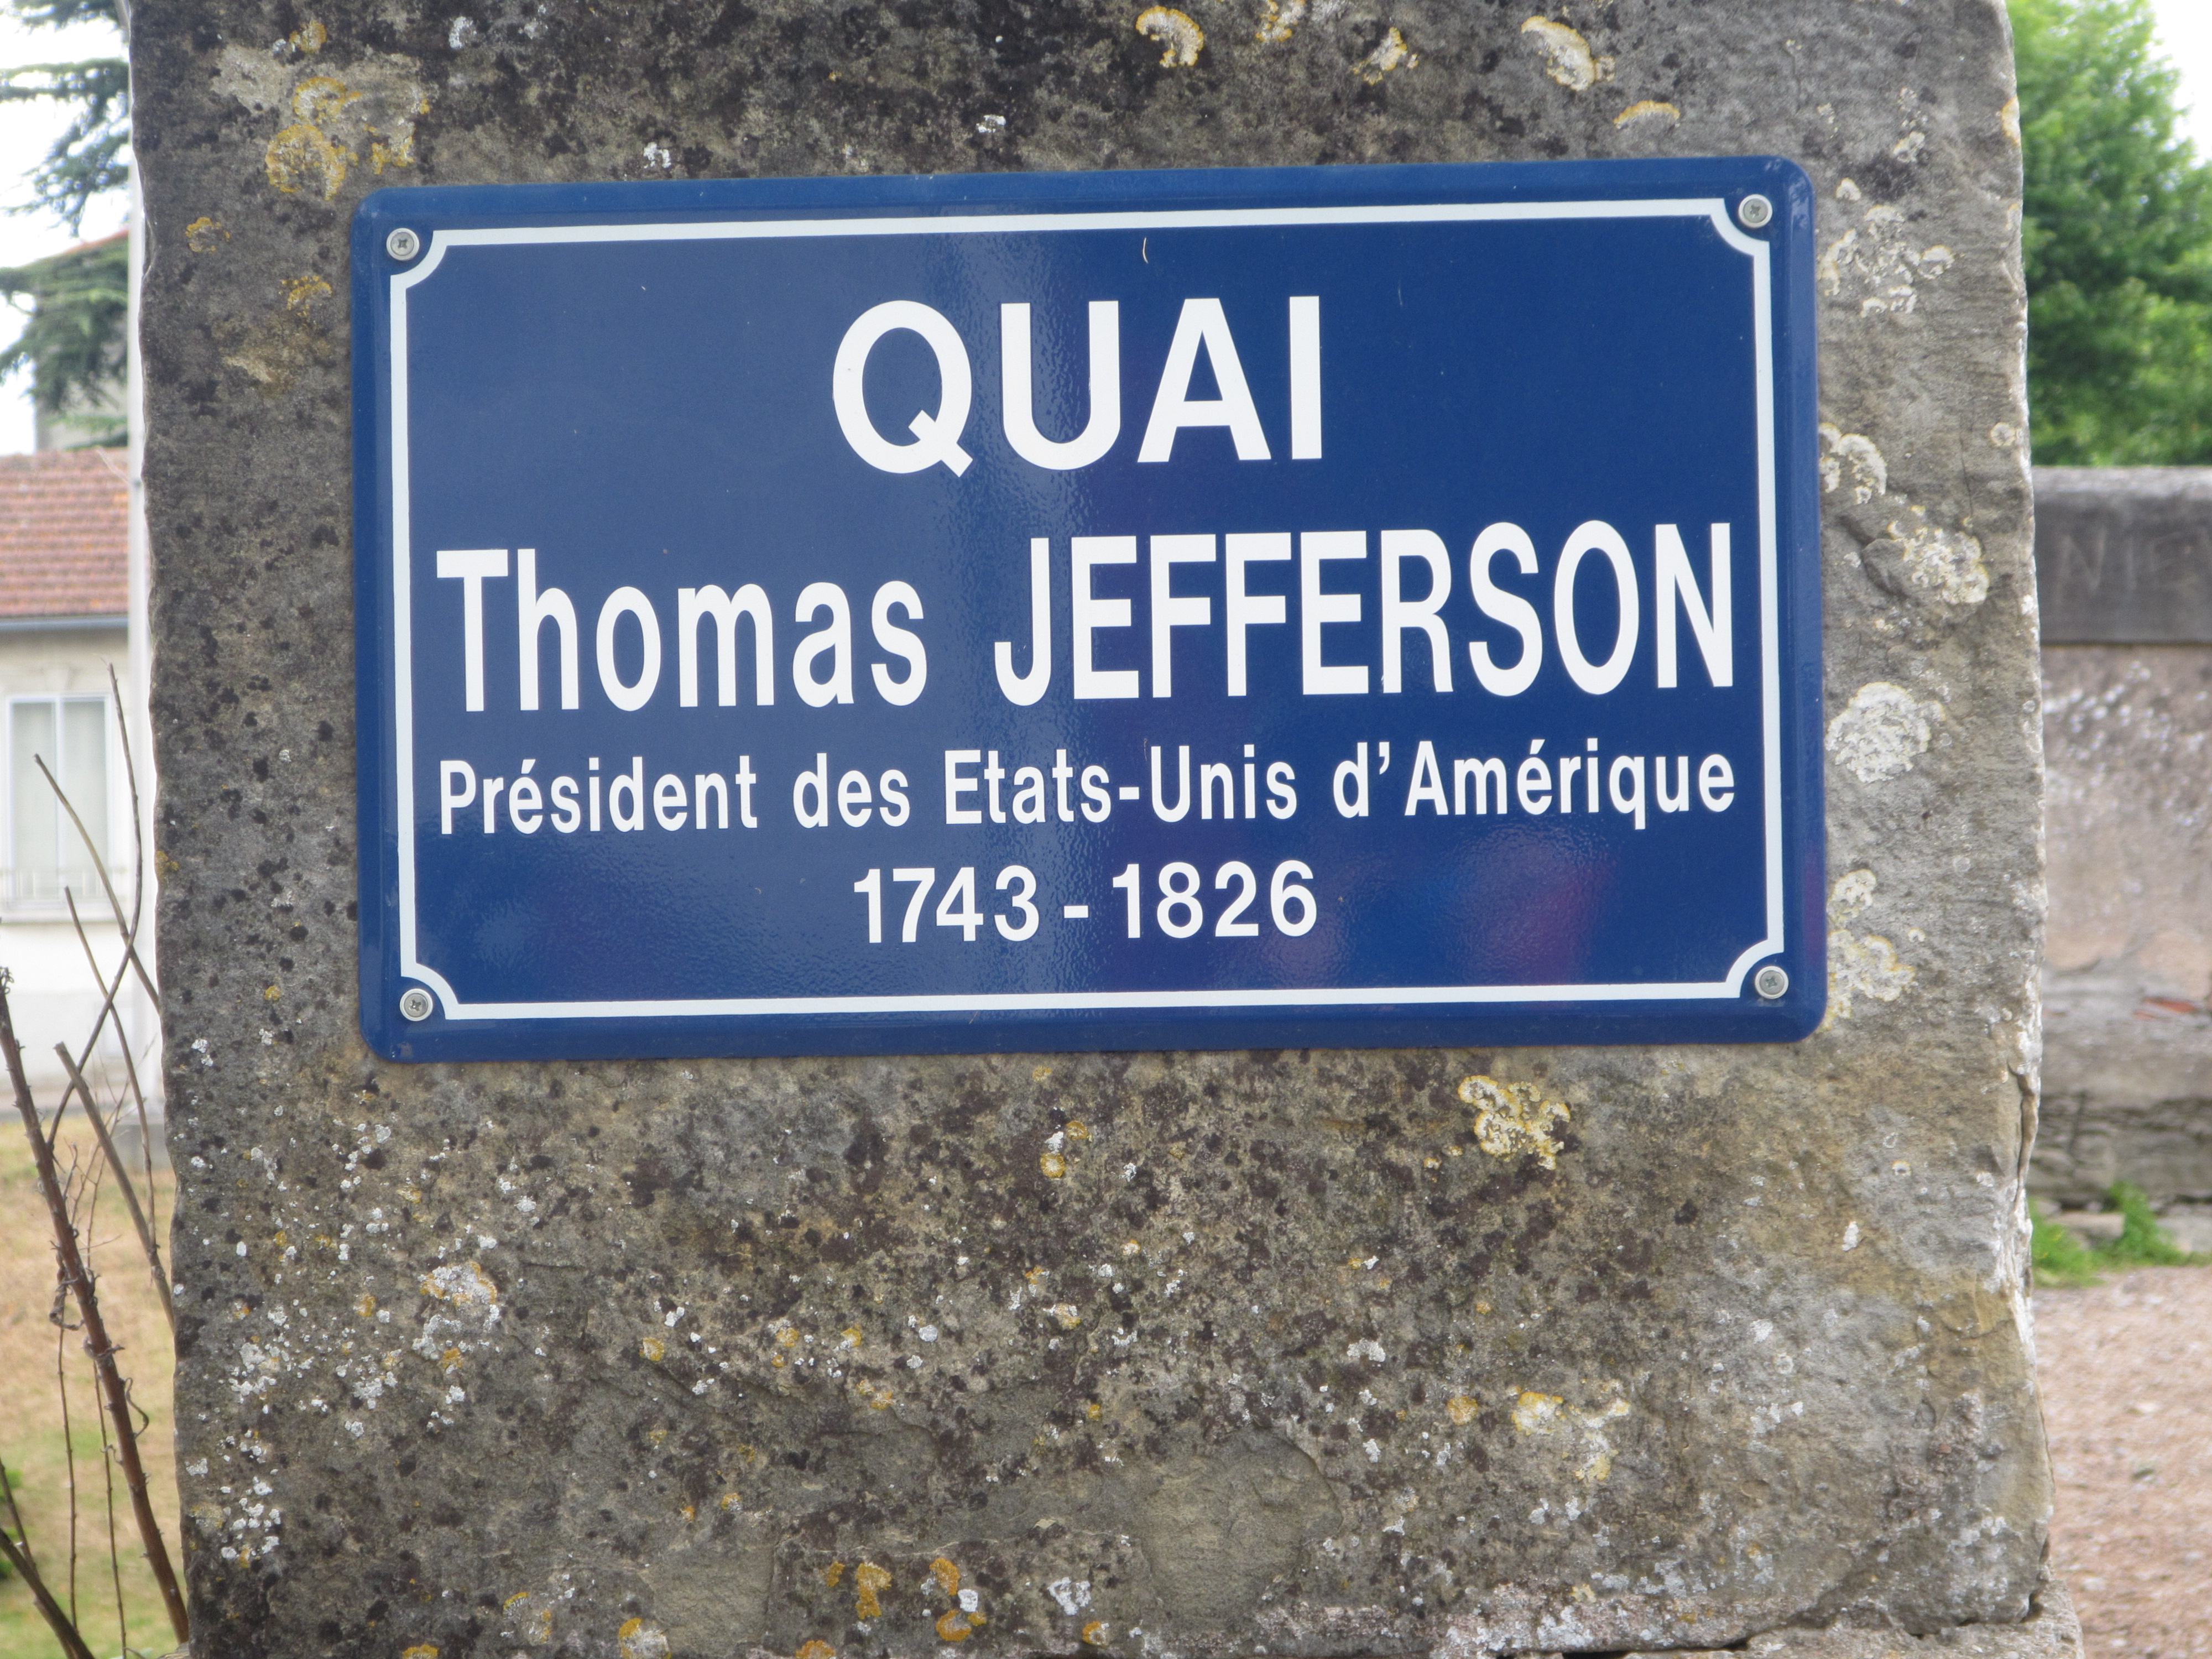 QUAI
Thomas JEFFERSON
Président des Etats-Unis d'Amérique
1743 - 1826